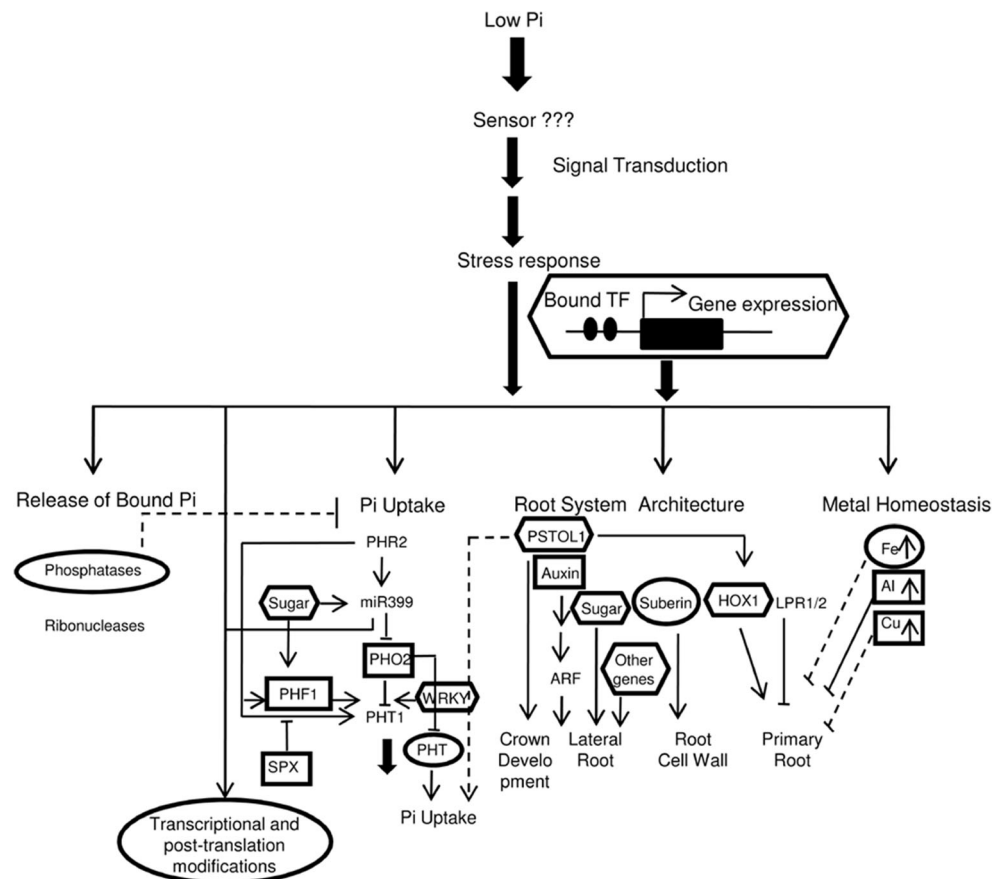 Low Pi
Sensor ???
Signal Transduction
Stress response
Bound TF
Gene expression
Release of Bound Pi
Phosphatases
Ribonucleases
Pi Uptake
PHR2
Sugar
miR399
PHO2
PHF1
WRKY
PHT1
SPX
PHT
Pi Uptake
Transcriptional and
post-translation
modifications
Root System Architecture
PSTOL1
Auxin
Sugar
Suberin
HOX1
LPR1/2
ARF
Other
genes
Crown
Develo
pment
Lateral
Root
Root
Cell Wall
Primary
Root
Metal Homeostasis
Fe
Al
Cu